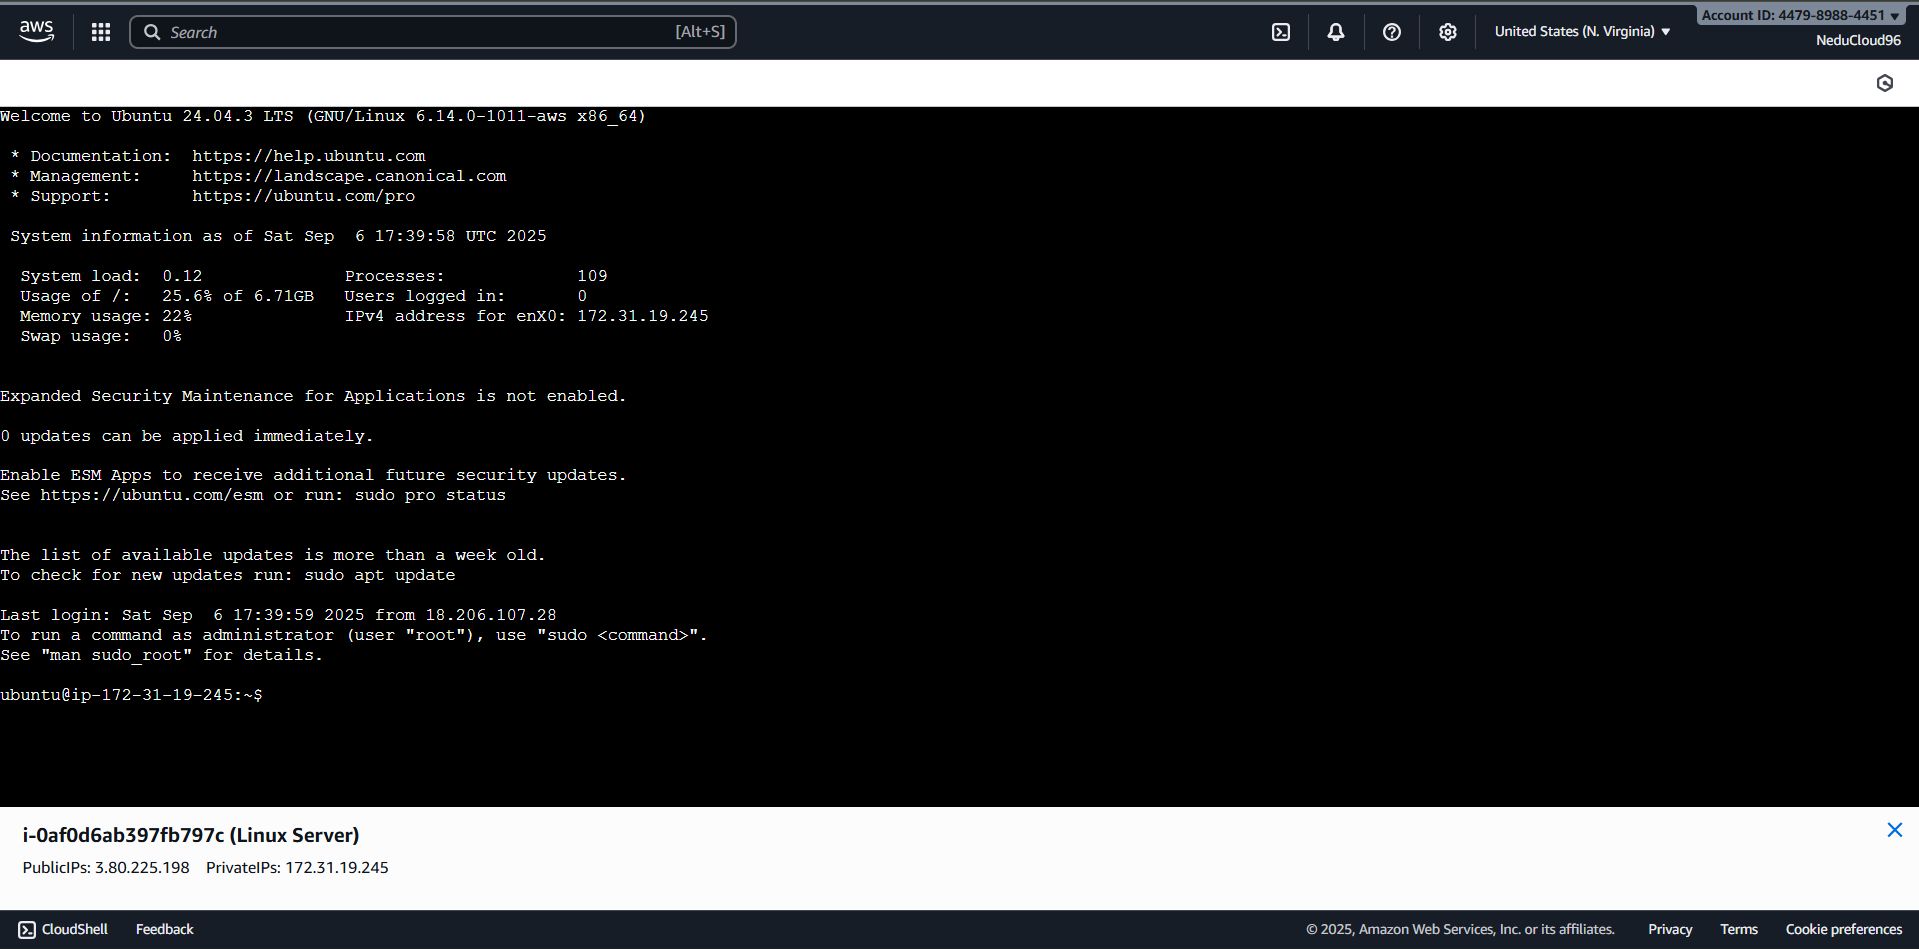 aws
Search [Alt+S]
United States (N. Virginia)
Account ID: 4479-8988-4451
NeduCloud96
Welcome to Ubuntu 24.04.3 LTS (GNU/Linux 6.14.0-1011-aws x86_64)
* Documentation:  https://help.ubuntu.com
* Management:     https://landscape.canonical.com
* Support:        https://ubuntu.com/pro
System information as of Sat Sep  6 17:39:58 UTC 2025
System load:  0.12              Processes:             109
Usage of /:   25.6% of 6.71GB   Users logged in:       0
Memory usage: 22%               IPv4 address for enX0: 172.31.19.245
Swap usage:   0%
Expanded Security Maintenance for Applications is not enabled.
0 updates can be applied immediately.
Enable ESM Apps to receive additional future security updates.
See https://ubuntu.com/esm or run: sudo pro status
The list of available updates is more than a week old.
To check for new updates run: sudo apt update
Last login: Sat Sep  6 17:39:59 2025 from 18.206.107.28
To run a command as administrator (user "root"), use "sudo <command>".
See "man sudo_root" for details.
ubuntu@ip-172-31-19-245:~$
i-0af0d6ab397fb797c (Linux Server)
PublicIPs: 3.80.225.198 PrivateIPs: 172.31.19.245
CloudShell Feedback © 2025, Amazon Web Services, Inc. or its affiliates. Privacy Terms Cookie preferences